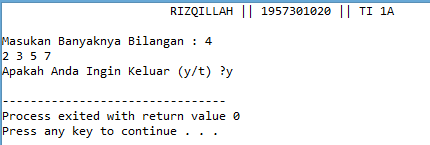 RIZQILLAH || 1957301020 || TI 1A
Masukan Banyaknya Bilangan : 4
2 3 5 7
Apakah Anda Ingin Keluar (y/t) ?y
--------------------------------
Process exited with return value 0
Press any key to continue . . .